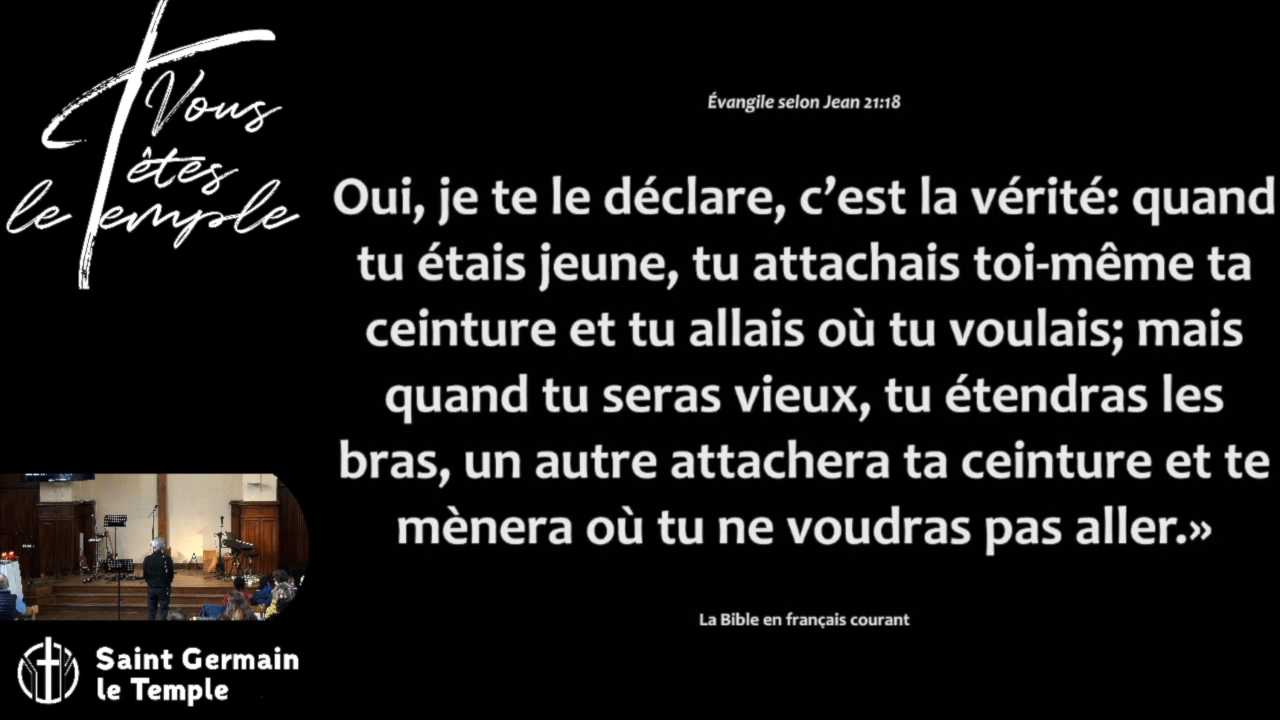 Vous
êtes
le Temple
Évangile selon Jean 21:18
Oui, je te le déclare, c’est la vérité: quand
tu étais jeune, tu attachais toi-même ta
ceinture et tu allais où tu voulais; mais
quand tu seras vieux, tu étendras les
bras, un autre attachera ta ceinture et te
mènera où tu ne voudras pas aller.»
La Bible en français courant
Saint Germain
le Temple